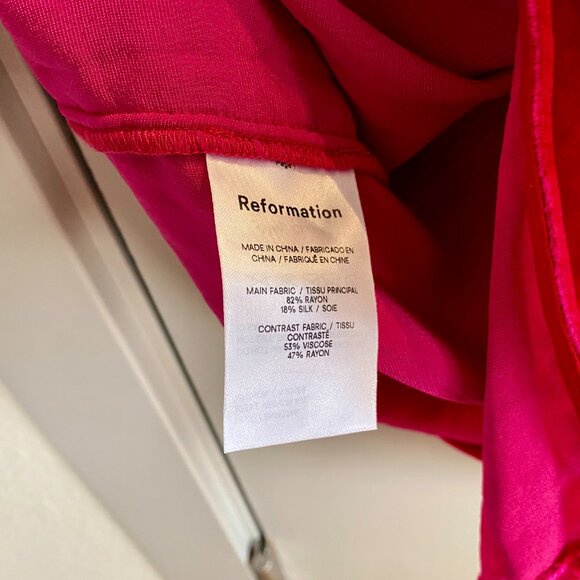 Reformation
MADE IN CHINA / FABRICADO EN
CHINA / FABRIQUÉ EN CHINE
MAIN FABRIC / TISSU PRINCIPAL
82% RAYON
18% SILK / SOIE
CONTRAST FABRIC / TISSU
CONTRASTÉ
53% VISCOSE
47% RAYON